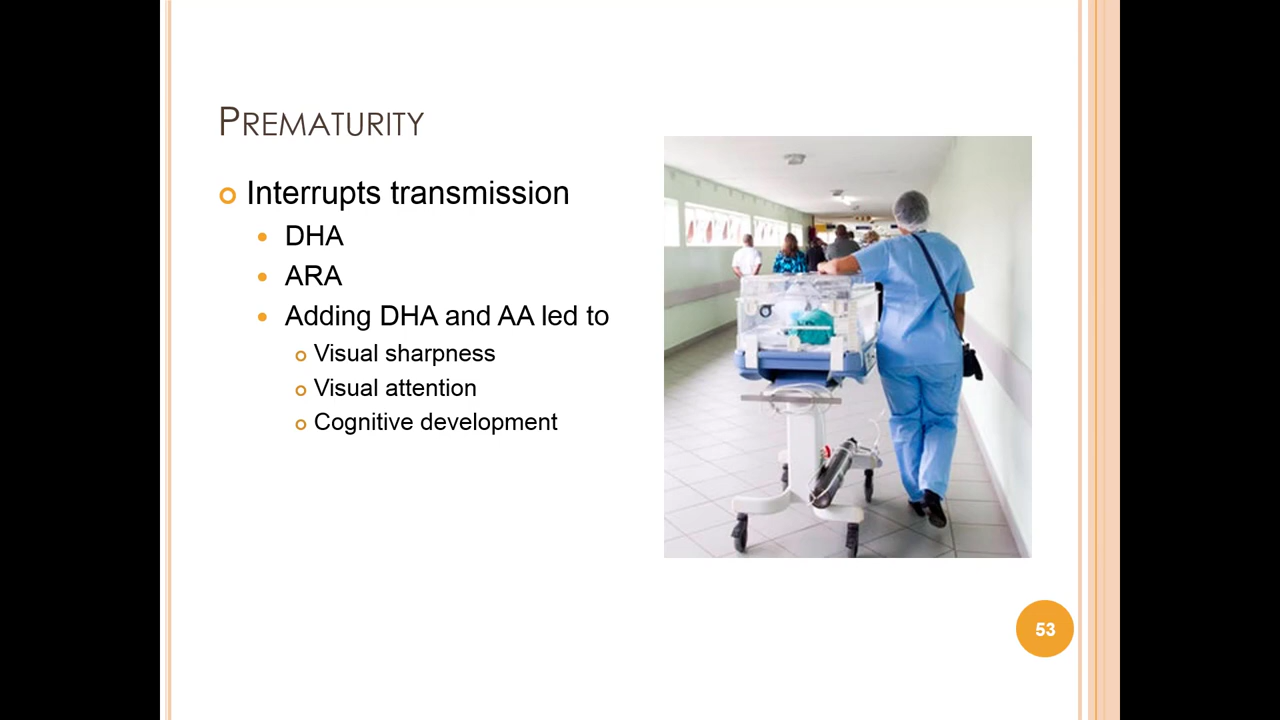 PREMATURITY
Interrupts transmission
DHA
ARA
Adding DHA and AA led to
Visual sharpness
Visual attention
Cognitive development
53